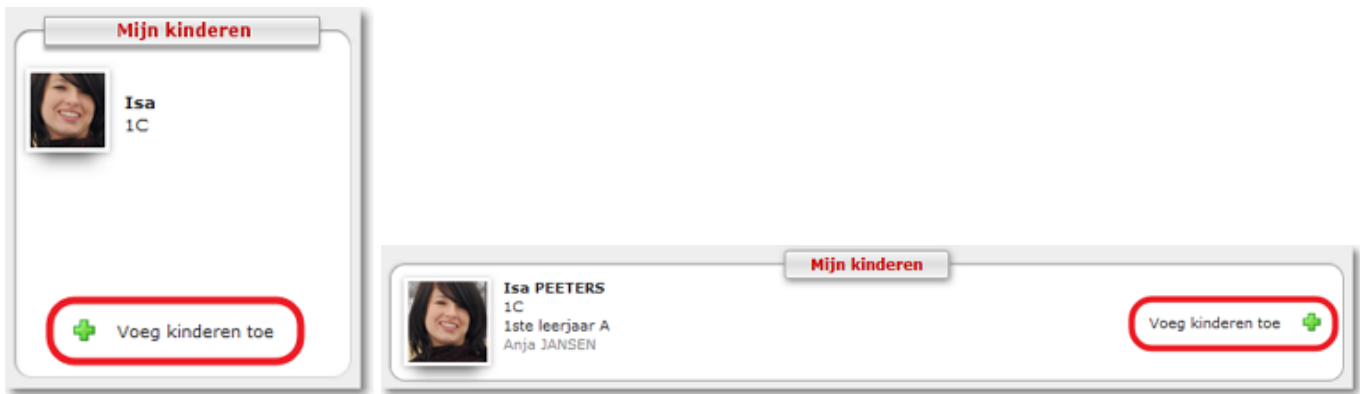 Mijn kinderen
Isa
1C
Voeg kinderen toe
Mijn kinderen
Isa PEETERS
1C
1ste leerjaar A
Anja JANSEN
Voeg kinderen toe